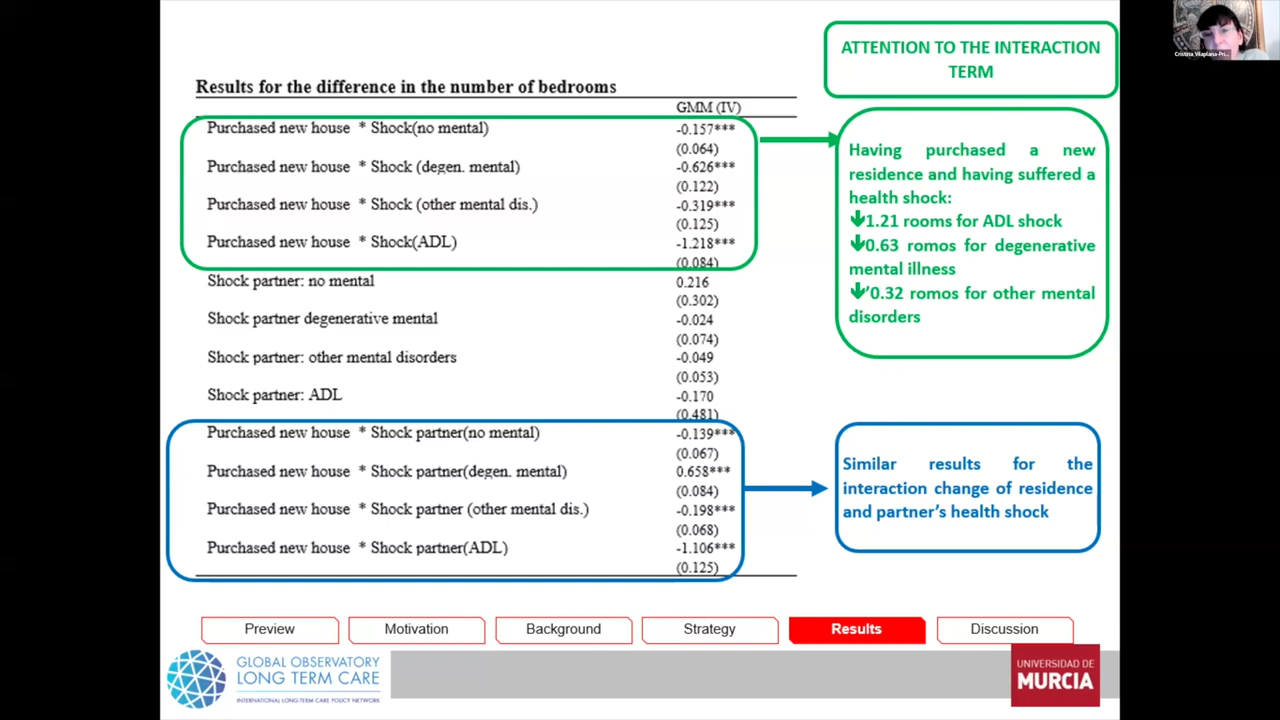 Results for the difference in the number of bedrooms
GMM (IV)
Purchased new house * Shock(no mental) -0.157***
(0.064)
Purchased new house * Shock (degen. mental) -0.626***
(0.122)
Purchased new house * Shock (other mental dis.) -0.319***
(0.125)
Purchased new house * Shock(ADL) -1.218***
(0.084)
Shock partner: no mental 0.216
(0.302)
Shock partner degenerative mental -0.024
(0.074)
Shock partner: other mental disorders -0.049
(0.053)
Shock partner: ADL -0.170
(0.481)
Purchased new house * Shock partner(no mental) -0.139***
(0.067)
Purchased new house * Shock partner(degen. mental) 0.658***
(0.084)
Purchased new house * Shock partner (other mental dis.) -0.198***
(0.068)
Purchased new house * Shock partner(ADL) -1.106***
(0.125)
ATTENTION TO THE INTERACTION
TERM
Having purchased a new
residence and having suffered a
health shock:
🡻1.21 rooms for ADL shock
🡻0.63 romos for degenerative
mental illness
🡻'0.32 romos for other mental
disorders
Similar results for the
interaction change of residence
and partner's health shock
Preview Motivation Background Strategy Results Discussion
GLOBAL OBSERVATORY
LONG TERM CARE
INTERNATIONAL LONG-TERM CARE POLICY NETWORK
UNIVERSIDAD DE
MURCIA
Cristina Vilaplana-Pri...